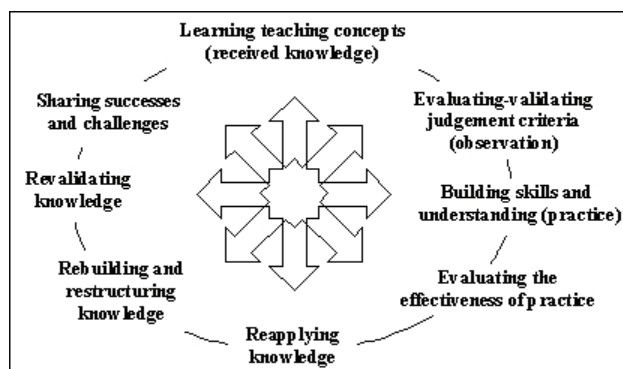 Learning teaching concepts
(received knowledge)
Evaluating-validating
judgement criteria
(observation)
Building skills and
understanding (practice)
Evaluating the
effectiveness of practice
Reapplying
knowledge
Rebuilding and
restructuring
knowledge
Revalidating
knowledge
Sharing successes
and challenges